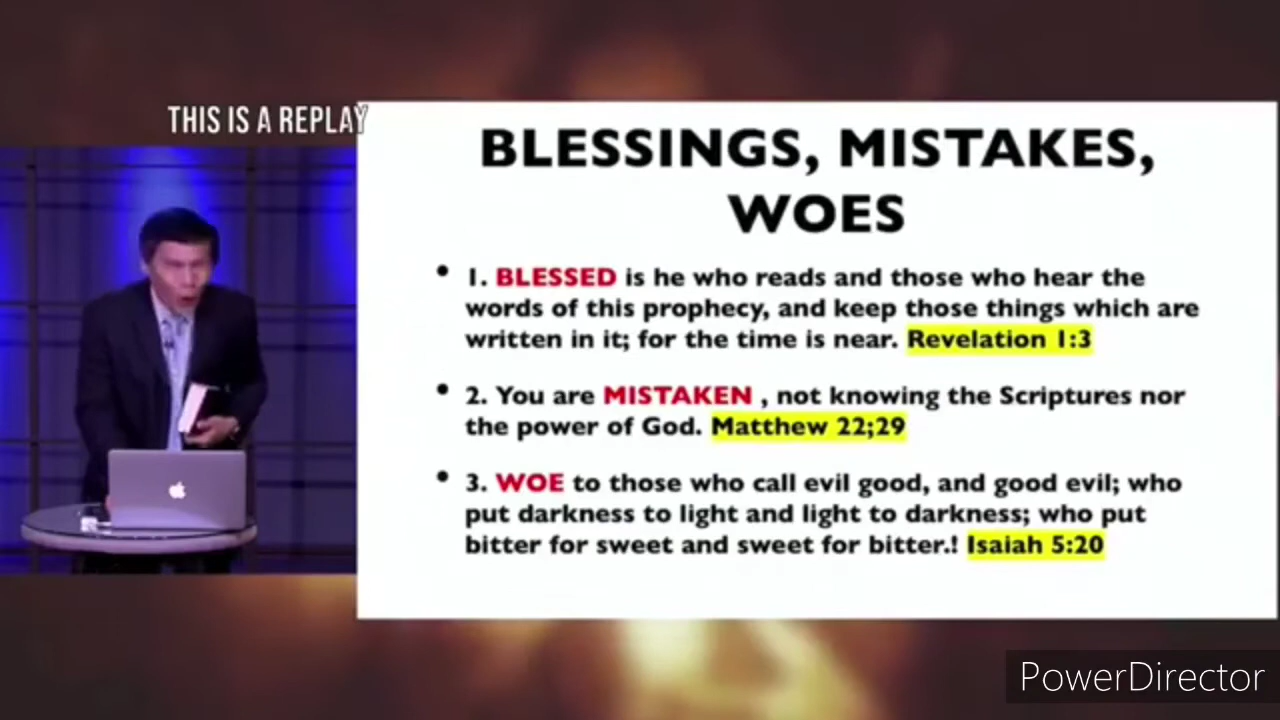 THIS IS A REPLAY
BLESSINGS, MISTAKES,
WOES
• 1. BLESSED is he who reads and those who hear the
words of this prophecy, and keep those things which are
written in it; for the time is near. Revelation 1:3
• 2. You are MISTAKEN , not knowing the Scriptures nor
the power of God. Matthew 22;29
• 3. WOE to those who call evil good, and good evil; who
put darkness to light and light to darkness; who put
bitter for sweet and sweet for bitter.! Isaiah 5:20
PowerDirector